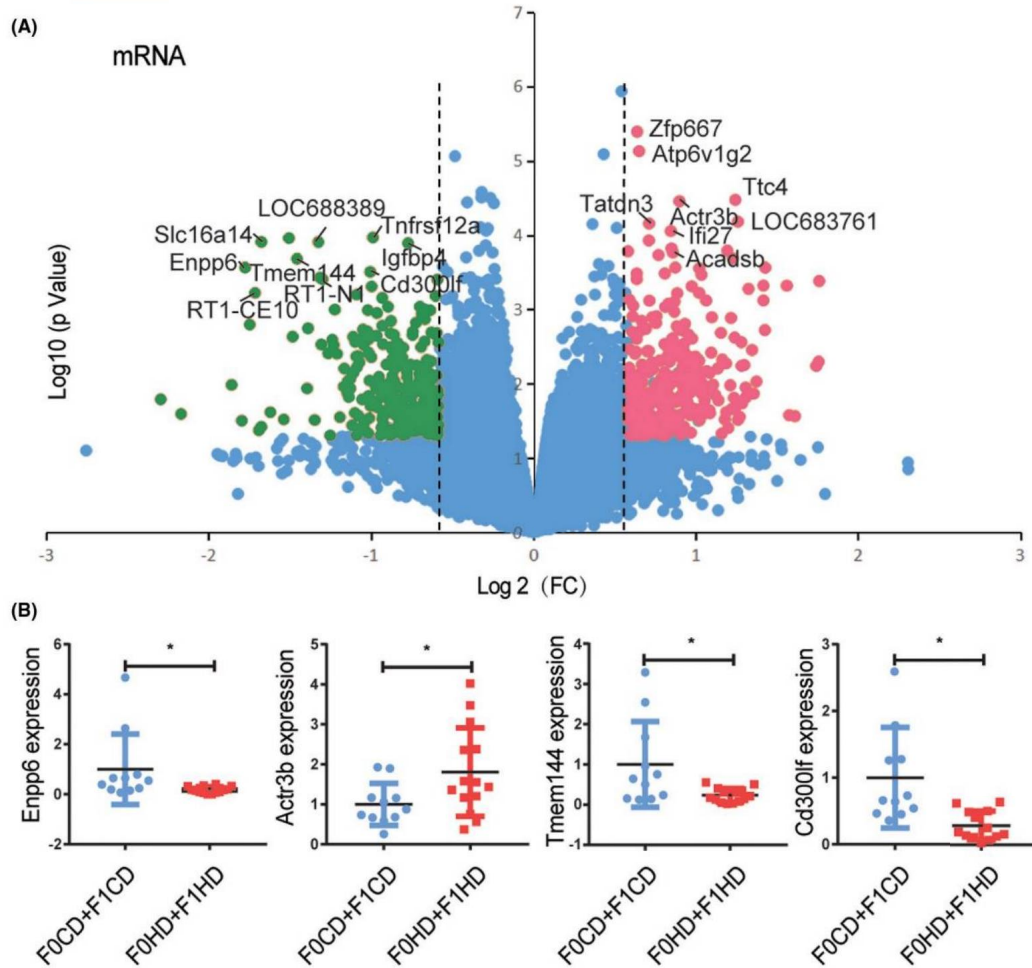 (A)
mRNA
7
6
5
4
3
2
1
0
Log10 (p Value)
Zfp667
Atp6v1g2
Ttc4
Tatdn3
Actr3b
LOC683761
Ifi27
Acadsb
LOC688389
Tnfrsf12a
Slc16a14
Igfbp4
Enpp6
Tmem144
Cd300lf
RT1-N1
RT1-CE10
-3 -2 -1 0 1 2 3
Log 2 (FC)
(B)
Enpp6 expression
6
4
2
0
-2
*
F0CD+F1CD
F0HD+F1HD
Actr3b expression
5
4
3
2
1
0
*
F0CD+F1CD
F0HD+F1HD
Tmem144 expression
4
3
2
1
0
-1
*
F0CD+F1CD
F0HD+F1HD
Cd300lf expression
3
2
1
0
*
F0CD+F1CD
F0HD+F1HD